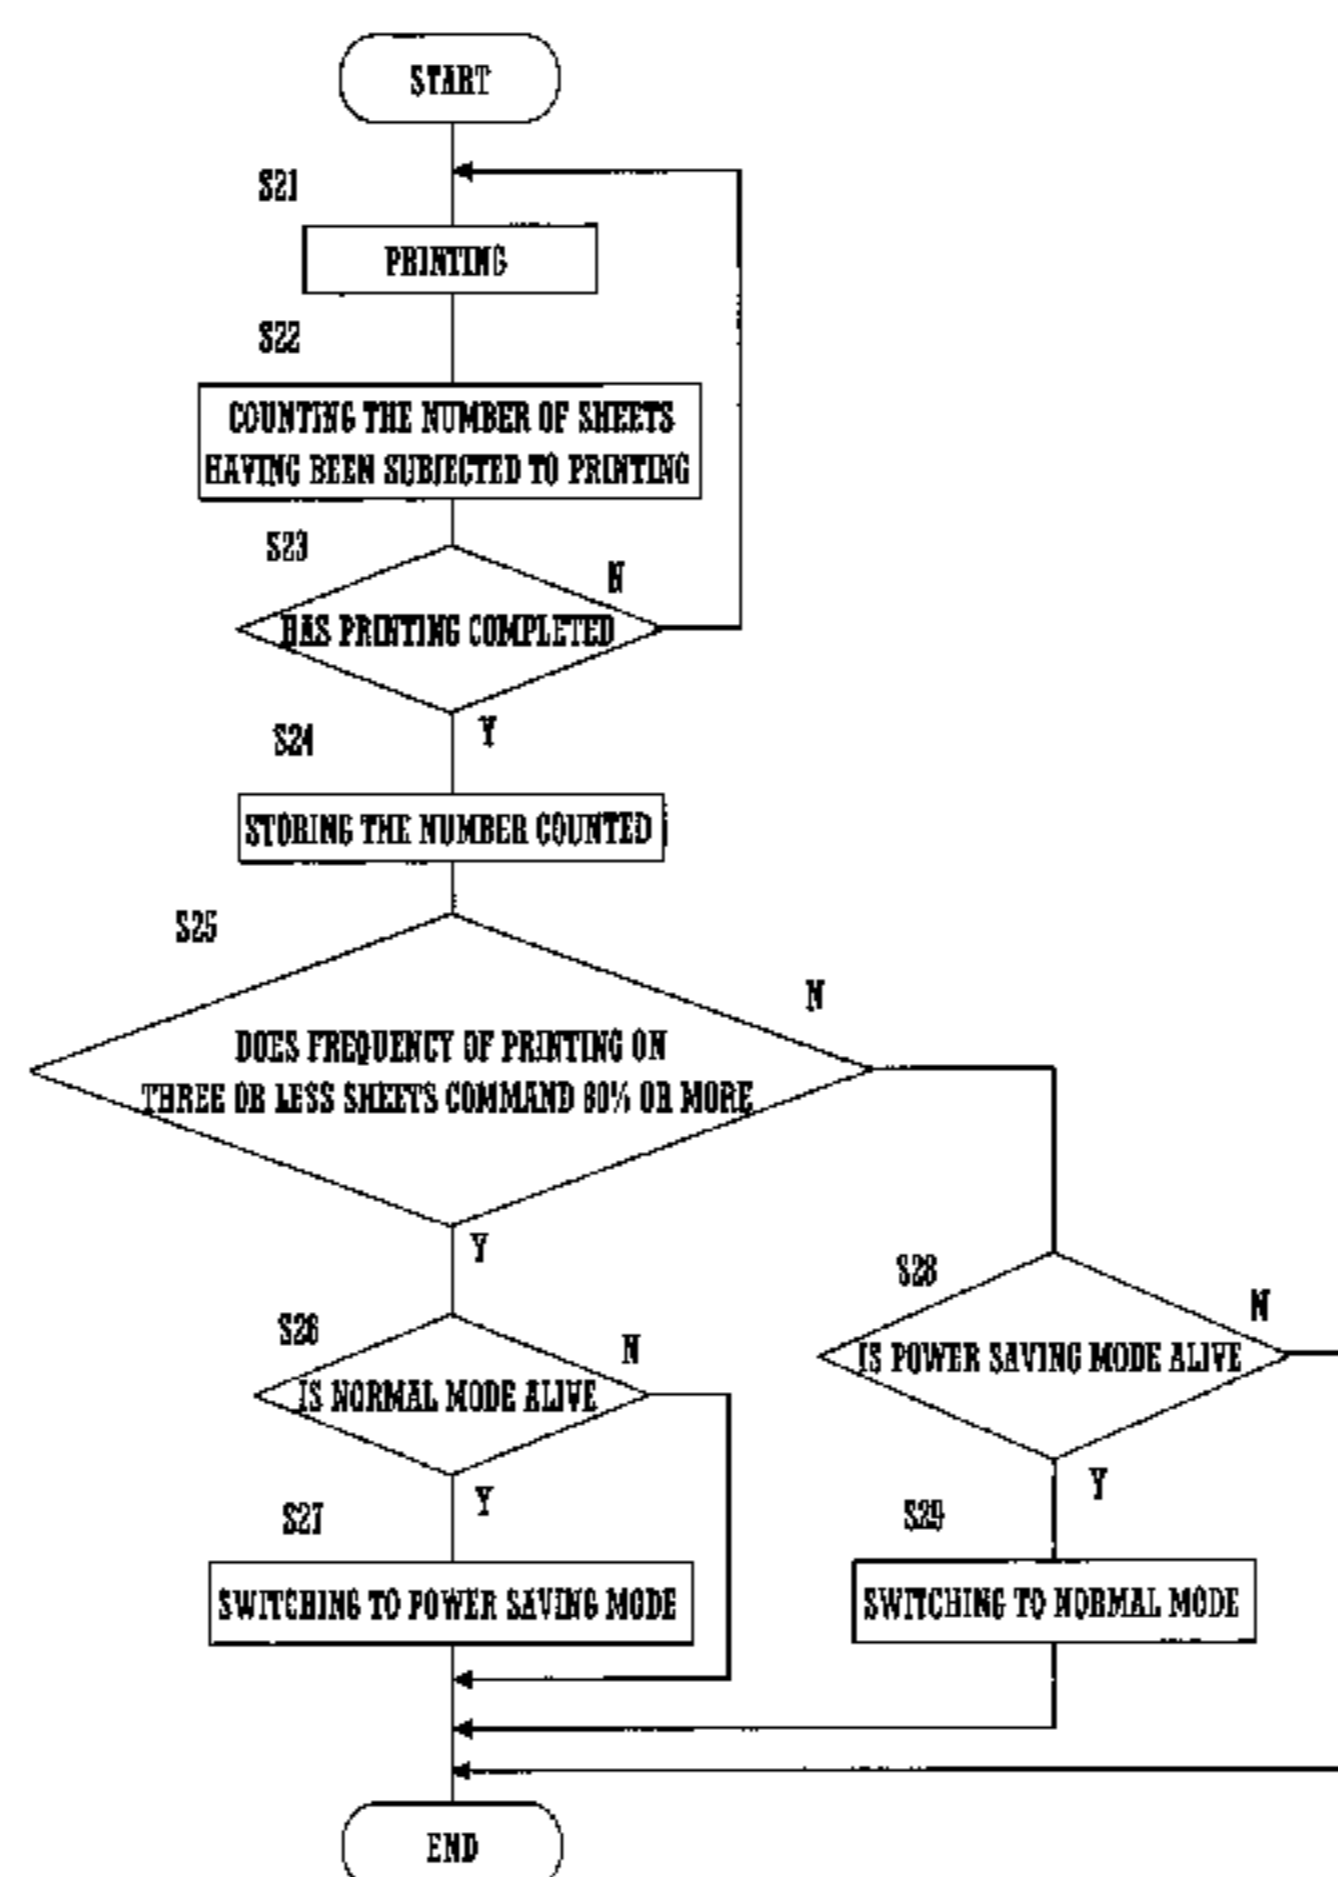 START
S21
PRINTING
S22
COUNTING THE NUMBER OF SHEETS
HAVING BEEN SUBJECTED TO PRINTING
S23
N
HAS PRINTING COMPLETED
Y
S24
STORING THE NUMBER COUNTED
S25
N
DOES FREQUENCY OF PRINTING ON
THREE OR LESS SHEETS COMMAND 80% OR MORE
Y
S28
N
IS POWER SAVING MODE ALIVE
S26
N
IS NORMAL MODE ALIVE
Y
Y
S27
S29
SWITCHING TO POWER SAVING MODE
SWITCHING TO NORMAL MODE
END